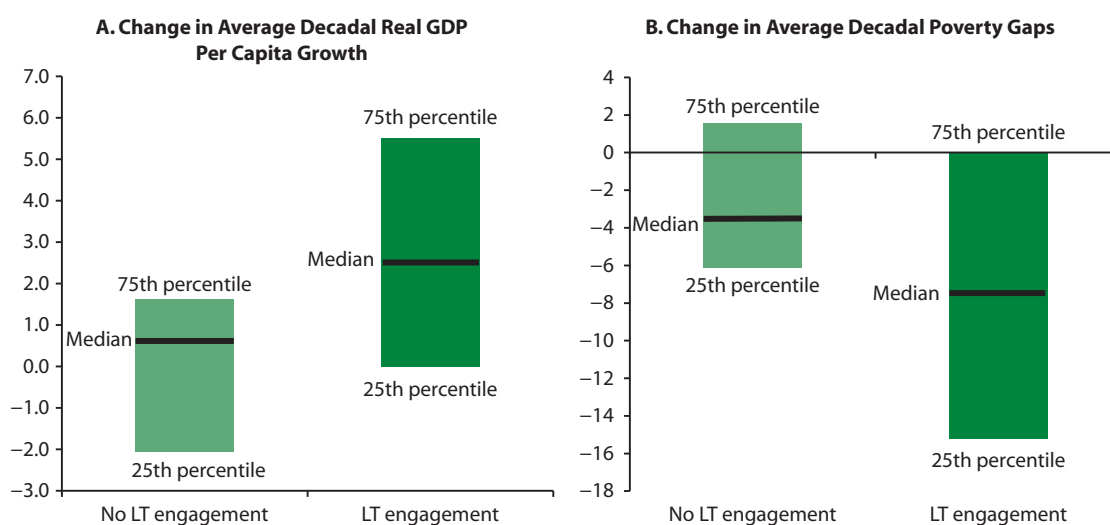 A. Change in Average Decadal Real GDP
Per Capita Growth
7.0
6.0
5.0
4.0
3.0
2.0
1.0
0.0
−1.0
−2.0
−3.0
75th percentile
Median
25th percentile
75th percentile
Median
25th percentile
No LT engagement
LT engagement
B. Change in Average Decadal Poverty Gaps
4
2
0
−2
−4
−6
−8
−10
−12
−14
−16
−18
75th percentile
Median
25th percentile
75th percentile
Median
25th percentile
No LT engagement
LT engagement